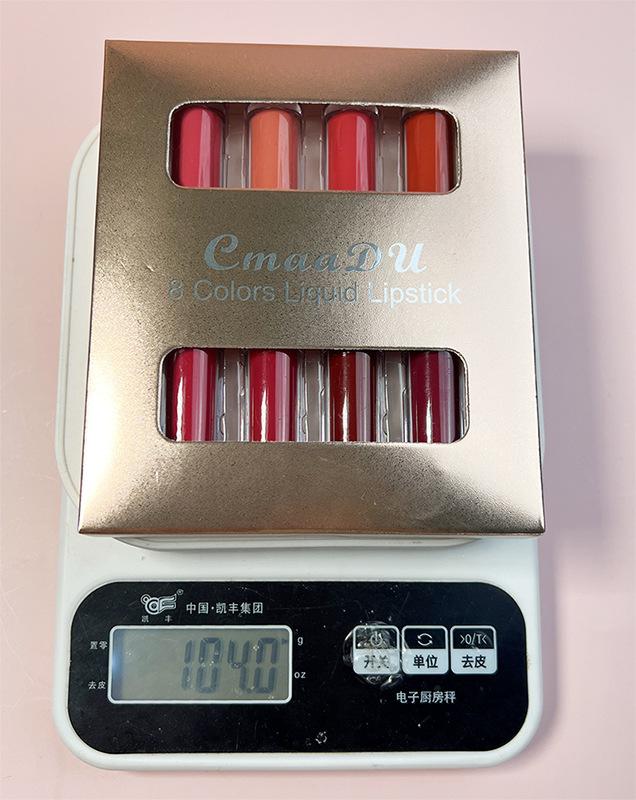 CmaaDU
8 Colors Liquid Lipstick
凯丰
®
中国·凯丰集团
置零
去皮
104.0
g
oz
开关
单位
>0/T<
去皮
电子厨房秤